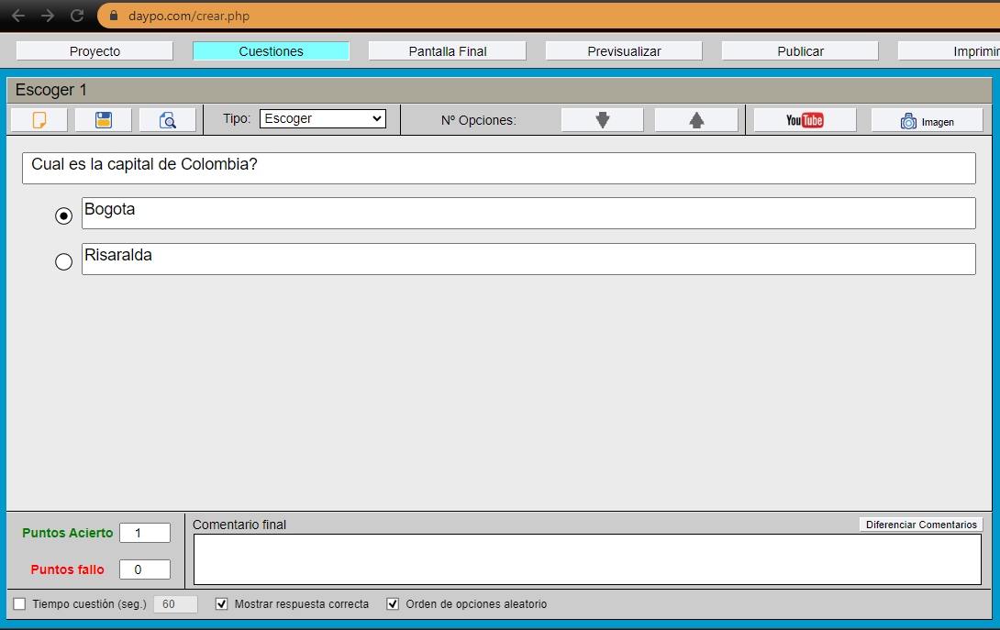 daypo.com/crear.php
Proyecto Cuestiones Pantalla Final Previsualizar Publicar Imprimir
Escoger 1
Tipo: Escoger Nº Opciones: YouTube Imagen
Cual es la capital de Colombia?
Bogota
Risaralda
Puntos Acierto 1
Puntos fallo 0
Comentario final Diferenciar Comentarios
Tiempo cuestión (seg.) 60 Mostrar respuesta correcta Orden de opciones aleatorio